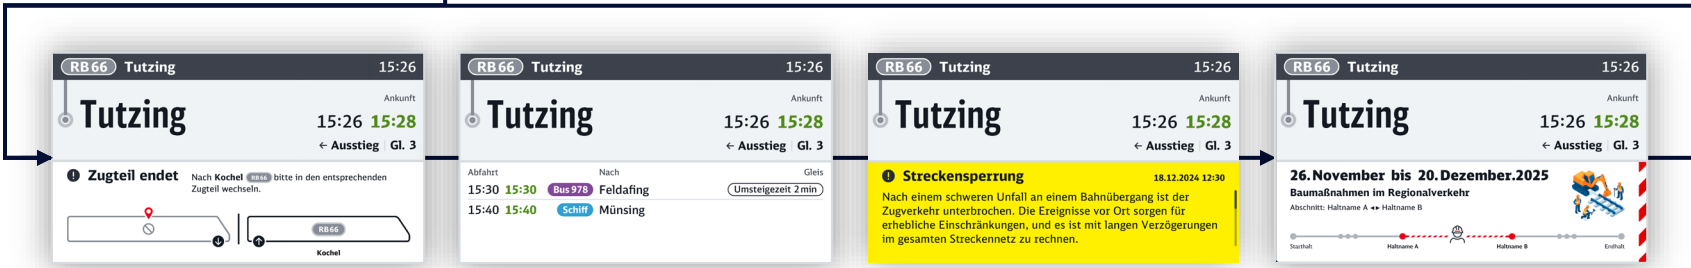 RB 66 Tutzing 15:26
Tutzing
Ankunft
15:26 15:28
← Ausstieg Gl. 3
! Zugteil endet
Nach Kochel RB66 bitte in den entsprechenden
Zugteil wechseln.
RB66
Kochel
RB 66 Tutzing 15:26
Tutzing
Ankunft
15:26 15:28
← Ausstieg Gl. 3
Abfahrt Nach Gleis
15:30 15:30 Bus 978 Feldafing Umsteigezeit 2 min
15:40 15:40 Schiff Münsing
RB 66 Tutzing 15:26
Tutzing
Ankunft
15:26 15:28
← Ausstieg Gl. 3
! Streckensperrung 18.12.2024 12:30
Nach einem schweren Unfall an einem Bahnübergang ist der
Zugverkehr unterbrochen. Die Ereignisse vor Ort sorgen für
erhebliche Einschränkungen, und es ist mit langen Verzögerungen
im gesamten Streckennetz zu rechnen.
RB 66 Tutzing 15:26
Tutzing
Ankunft
15:26 15:28
← Ausstieg Gl. 3
26. November bis 20. Dezember.2025
Baumaßnahmen im Regionalverkehr
Abschnitt: Haltname A ◂▸ Haltname B
Starthalt Haltname A Haltname B Endhalt